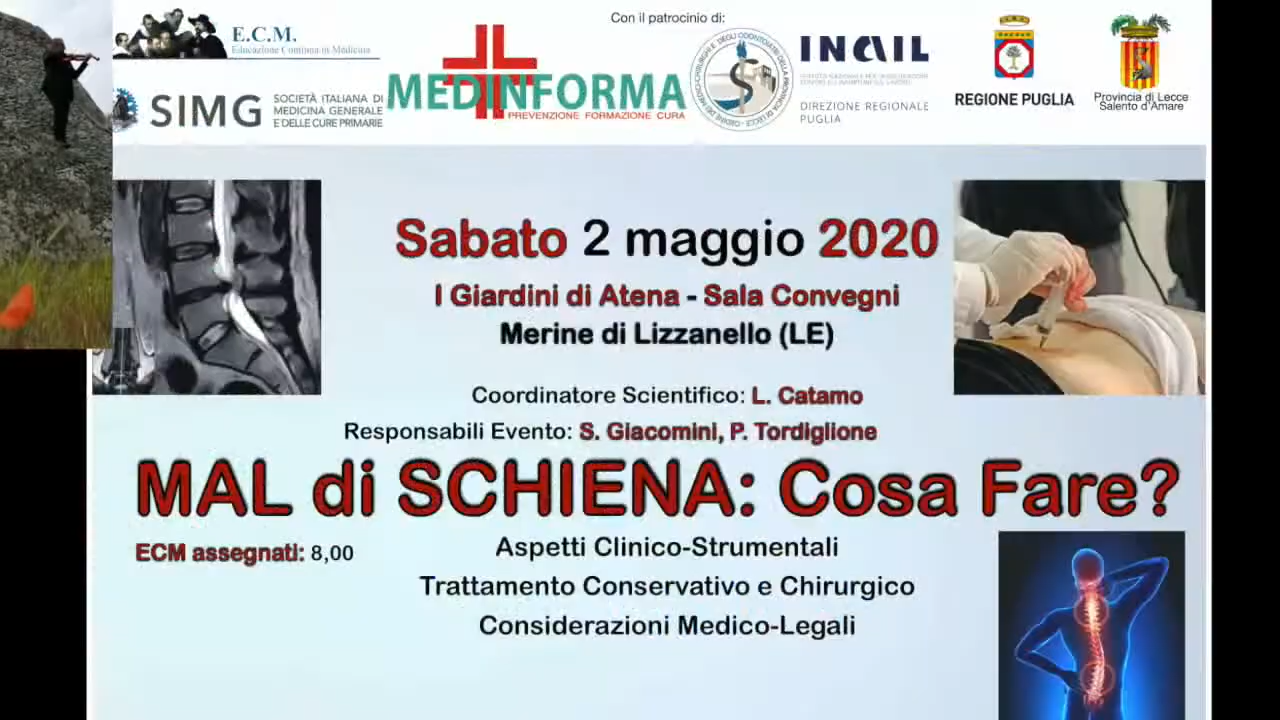 E.C.M.
Educazione Continua in Medicina
SIMG
SOCIETÀ ITALIANA DI
MEDICINA GENERALE
E DELLE CURE PRIMARIE
MEDINFORMA
PREVENZIONE FORMAZIONE CURA
Con il patrocinio di:
INAIL
DIREZIONE REGIONALE
PUGLIA
REGIONE PUGLIA
Provincia di Lecce
Salento d'Amare
Sabato 2 maggio 2020
I Giardini di Atena - Sala Convegni
Merine di Lizzanello (LE)
Coordinatore Scientifico: L. Catamo
Responsabili Evento: S. Giacomini, P. Tordiglione
MAL di SCHIENA: Cosa Fare?
ECM assegnati: 8,00
Aspetti Clinico-Strumentali
Trattamento Conservativo e Chirurgico
Considerazioni Medico-Legali